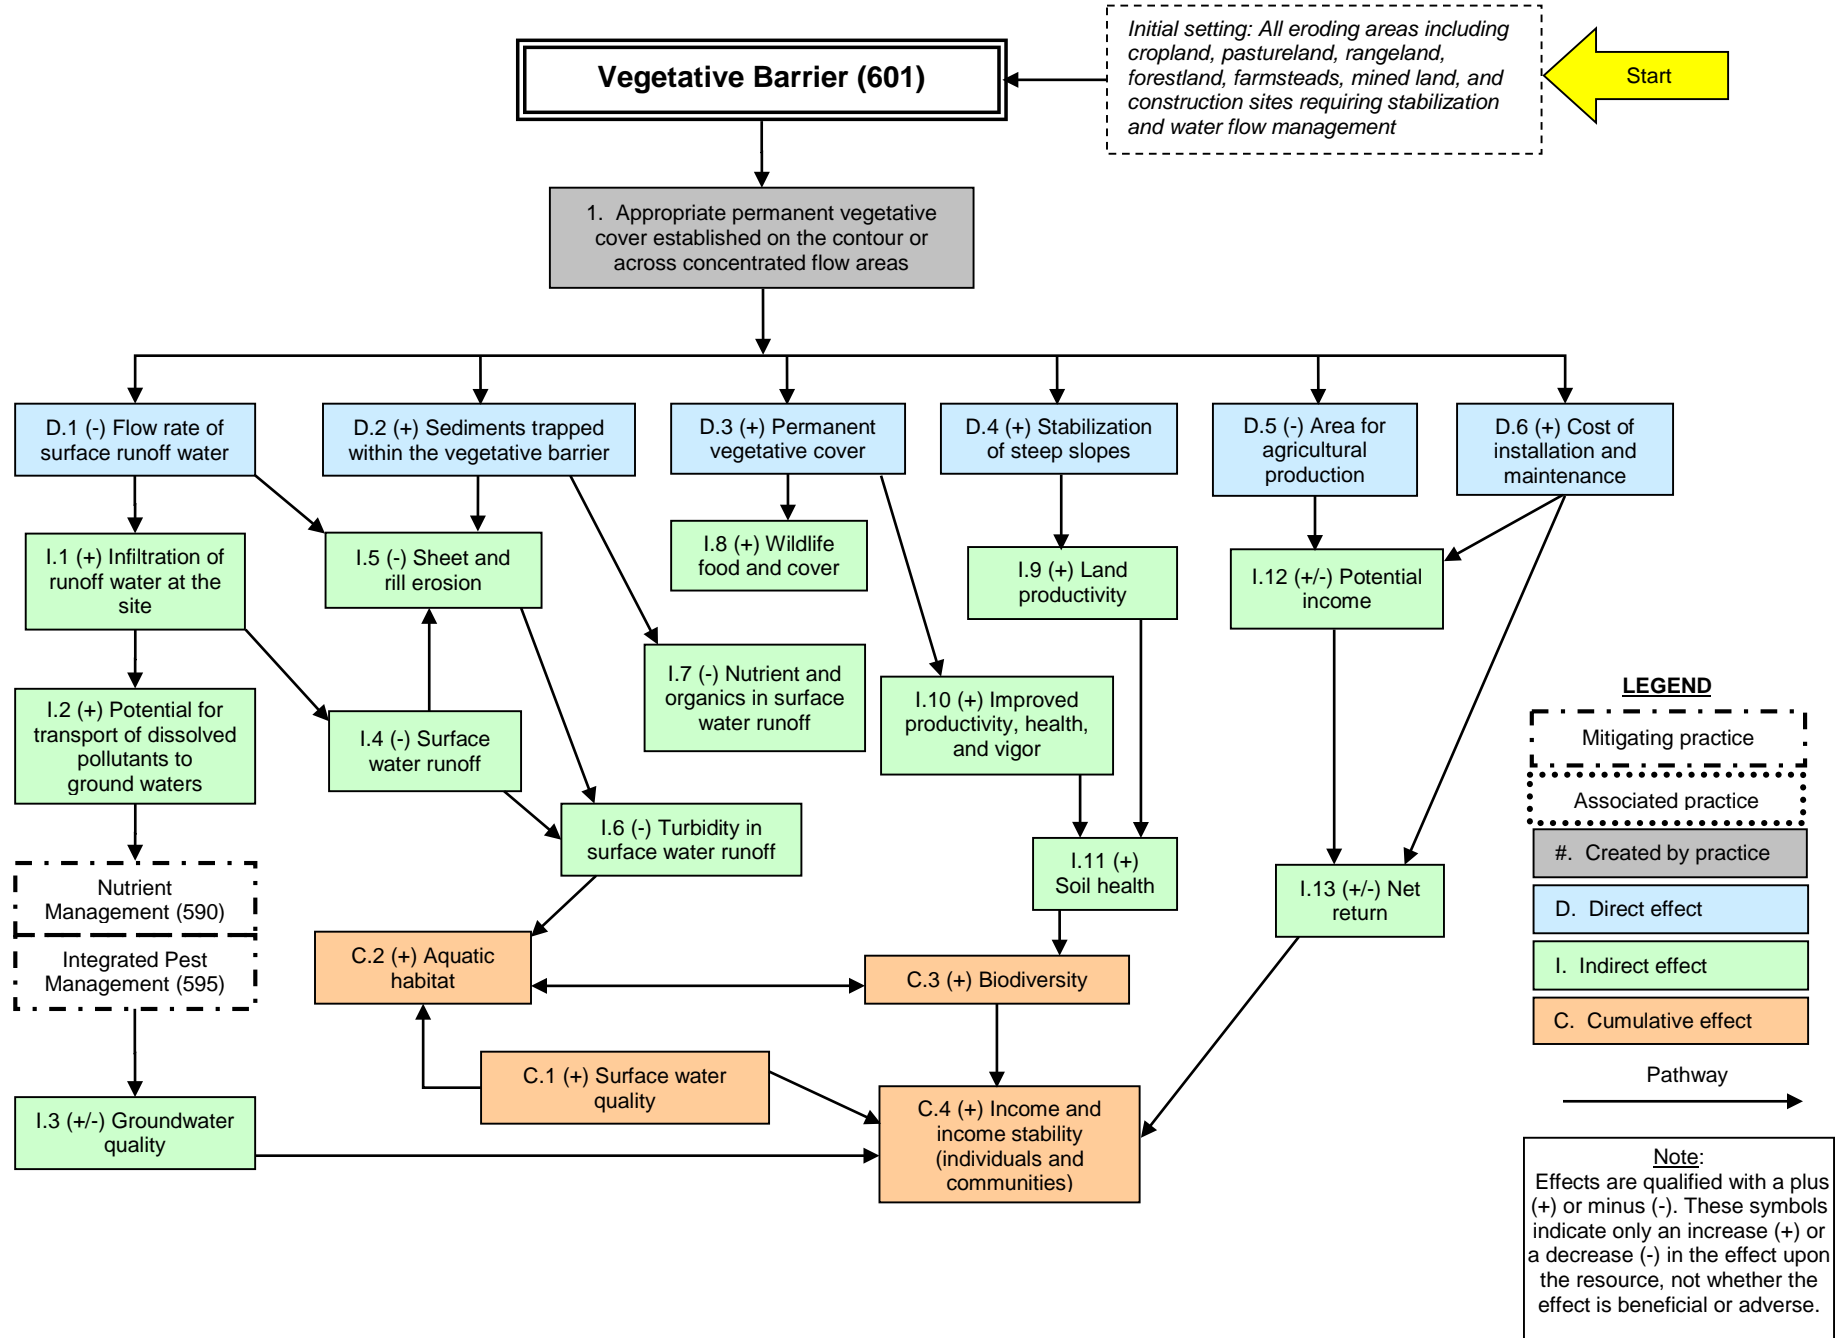 Vegetative Barrier (601)
Initial setting: All eroding areas including
cropland, pastureland, rangeland,
forestland, farmsteads, mined land, and
construction sites requiring stabilization
and water flow management
Start
1.  Appropriate permanent vegetative
cover established on the contour or
across concentrated flow areas
D.1 (-) Flow rate of
surface runoff water
D.2 (+) Sediments trapped
within the vegetative barrier
D.3 (+) Permanent
vegetative cover
D.4 (+) Stabilization
of steep slopes
D.5 (-) Area for
agricultural
production
D.6 (+) Cost of
installation and
maintenance
I.1 (+) Infiltration of
runoff water at the
site
I.5 (-) Sheet and
rill erosion
I.8 (+) Wildlife
food and cover
I.9 (+) Land
productivity
I.12 (+/-) Potential
income
I.2 (+) Potential for
transport of dissolved
pollutants to
ground waters
I.4 (-) Surface
water runoff
I.7 (-) Nutrient and
organics in surface
water runoff
I.10 (+) Improved
productivity, health,
and vigor
I.6 (-) Turbidity in
surface water runoff
I.11 (+)
Soil health
I.13 (+/-) Net
return
Nutrient
Management (590)
Integrated Pest
Management (595)
C.2 (+) Aquatic
habitat
C.3 (+) Biodiversity
C.1 (+) Surface water
quality
I.3 (+/-) Groundwater
quality
C.4 (+) Income and
income stability
(individuals and
communities)
LEGEND
Mitigating practice
Associated practice
#.  Created by practice
D.  Direct effect
I.  Indirect effect
C.  Cumulative effect
Pathway
Note:
Effects are qualified with a plus
(+) or minus (-). These symbols
indicate only an increase (+) or
a decrease (-) in the effect upon
the resource, not whether the
effect is beneficial or adverse.